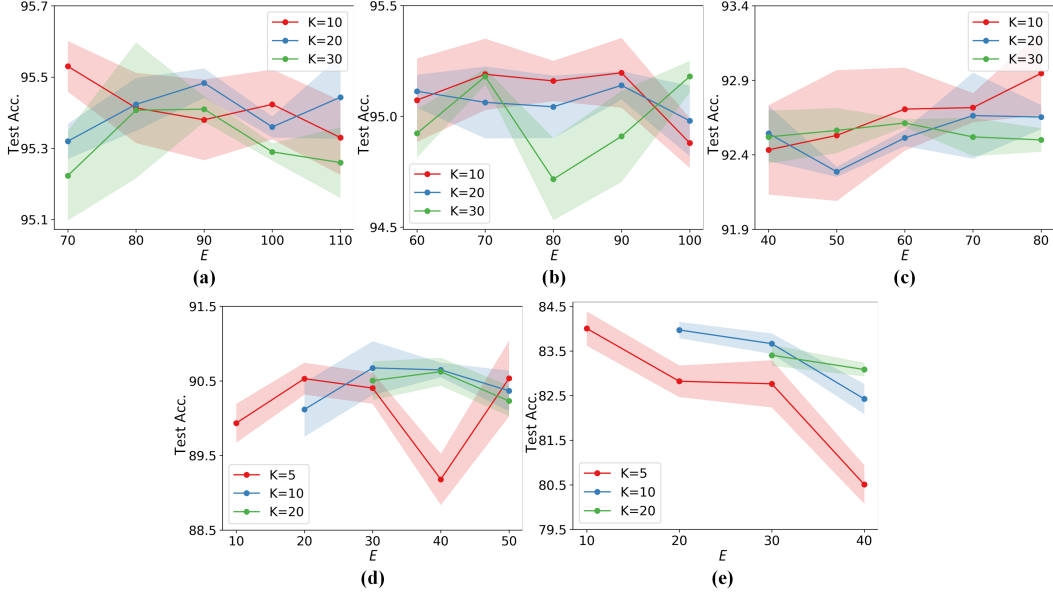 95.7
95.5
95.3
95.1
Test Acc.
K=10
K=20
K=30
70 80 90 100 110
E
(a)
95.5
95.0
94.5
Test Acc.
K=10
K=20
K=30
60 70 80 90 100
E
(b)
93.4
92.9
92.4
91.9
Test Acc.
K=10
K=20
K=30
40 50 60 70 80
E
(c)
91.5
90.5
89.5
88.5
Test Acc.
K=5
K=10
K=20
10 20 30 40 50
E
(d)
84.5
83.5
82.5
81.5
80.5
79.5
Test Acc.
K=5
K=10
K=20
10 20 30 40
E
(e)